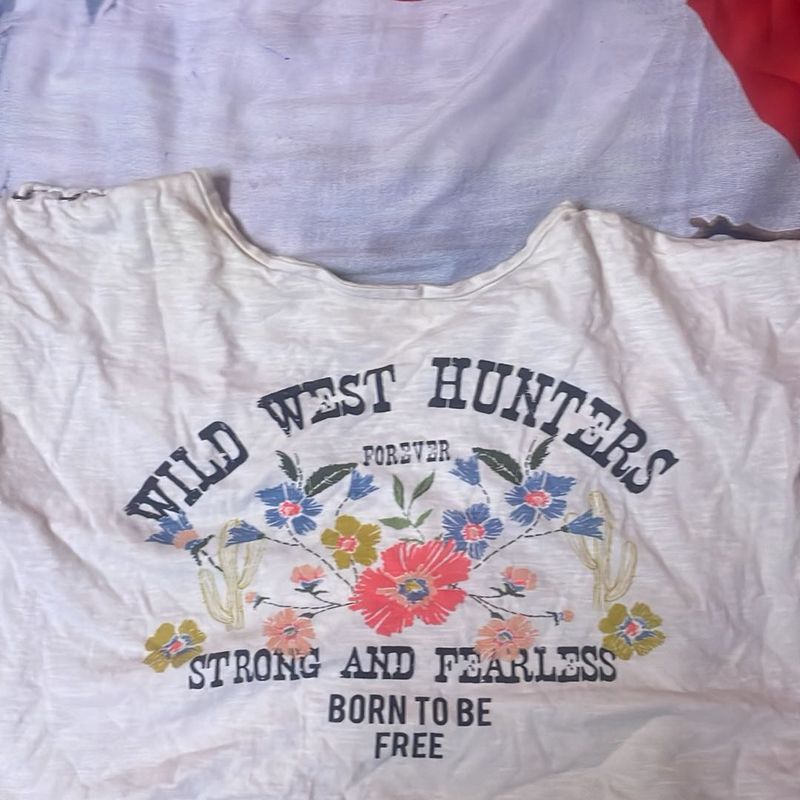 WILD WEST HUNTERS
FOREVER
STRONG AND FEARLESS
BORN TO BE
FREE